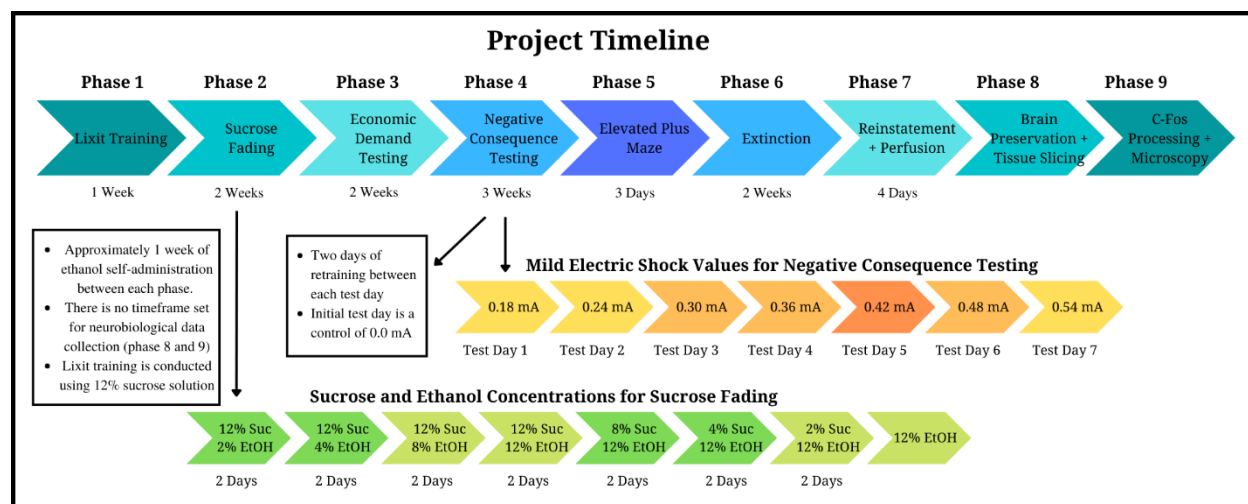 Project Timeline
Phase 1
Phase 2
Phase 3
Phase 4
Phase 5
Phase 6
Phase 7
Phase 8
Phase 9
Lixit Training
Sucrose
Fading
Economic
Demand
Testing
Negative
Consequence
Testing
Elevated Plus
Maze
Extinction
Reinstatement
+ Perfusion
Brain
Preservation +
Tissue Slicing
C-Fos
Processing +
Microscopy
1 Week
2 Weeks
2 Weeks
3 Weeks
3 Days
2 Weeks
4 Days
• Approximately 1 week of
ethanol self-administration
between each phase.
• There is no timeframe set
for neurobiological data
collection (phase 8 and 9)
• Lixit training is conducted
using 12% sucrose solution
• Two days of
retraining between
each test day
• Initial test day is a
control of 0.0 mA
Mild Electric Shock Values for Negative Consequence Testing
0.18 mA
0.24 mA
0.30 mA
0.36 mA
0.42 mA
0.48 mA
0.54 mA
Test Day 1
Test Day 2
Test Day 3
Test Day 4
Test Day 5
Test Day 6
Test Day 7
Sucrose and Ethanol Concentrations for Sucrose Fading
12% Suc
2% EtOH
12% Suc
4% EtOH
12% Suc
8% EtOH
12% Suc
12% EtOH
8% Suc
12% EtOH
4% Suc
12% EtOH
2% Suc
12% EtOH
12% EtOH
2 Days
2 Days
2 Days
2 Days
2 Days
2 Days
2 Days